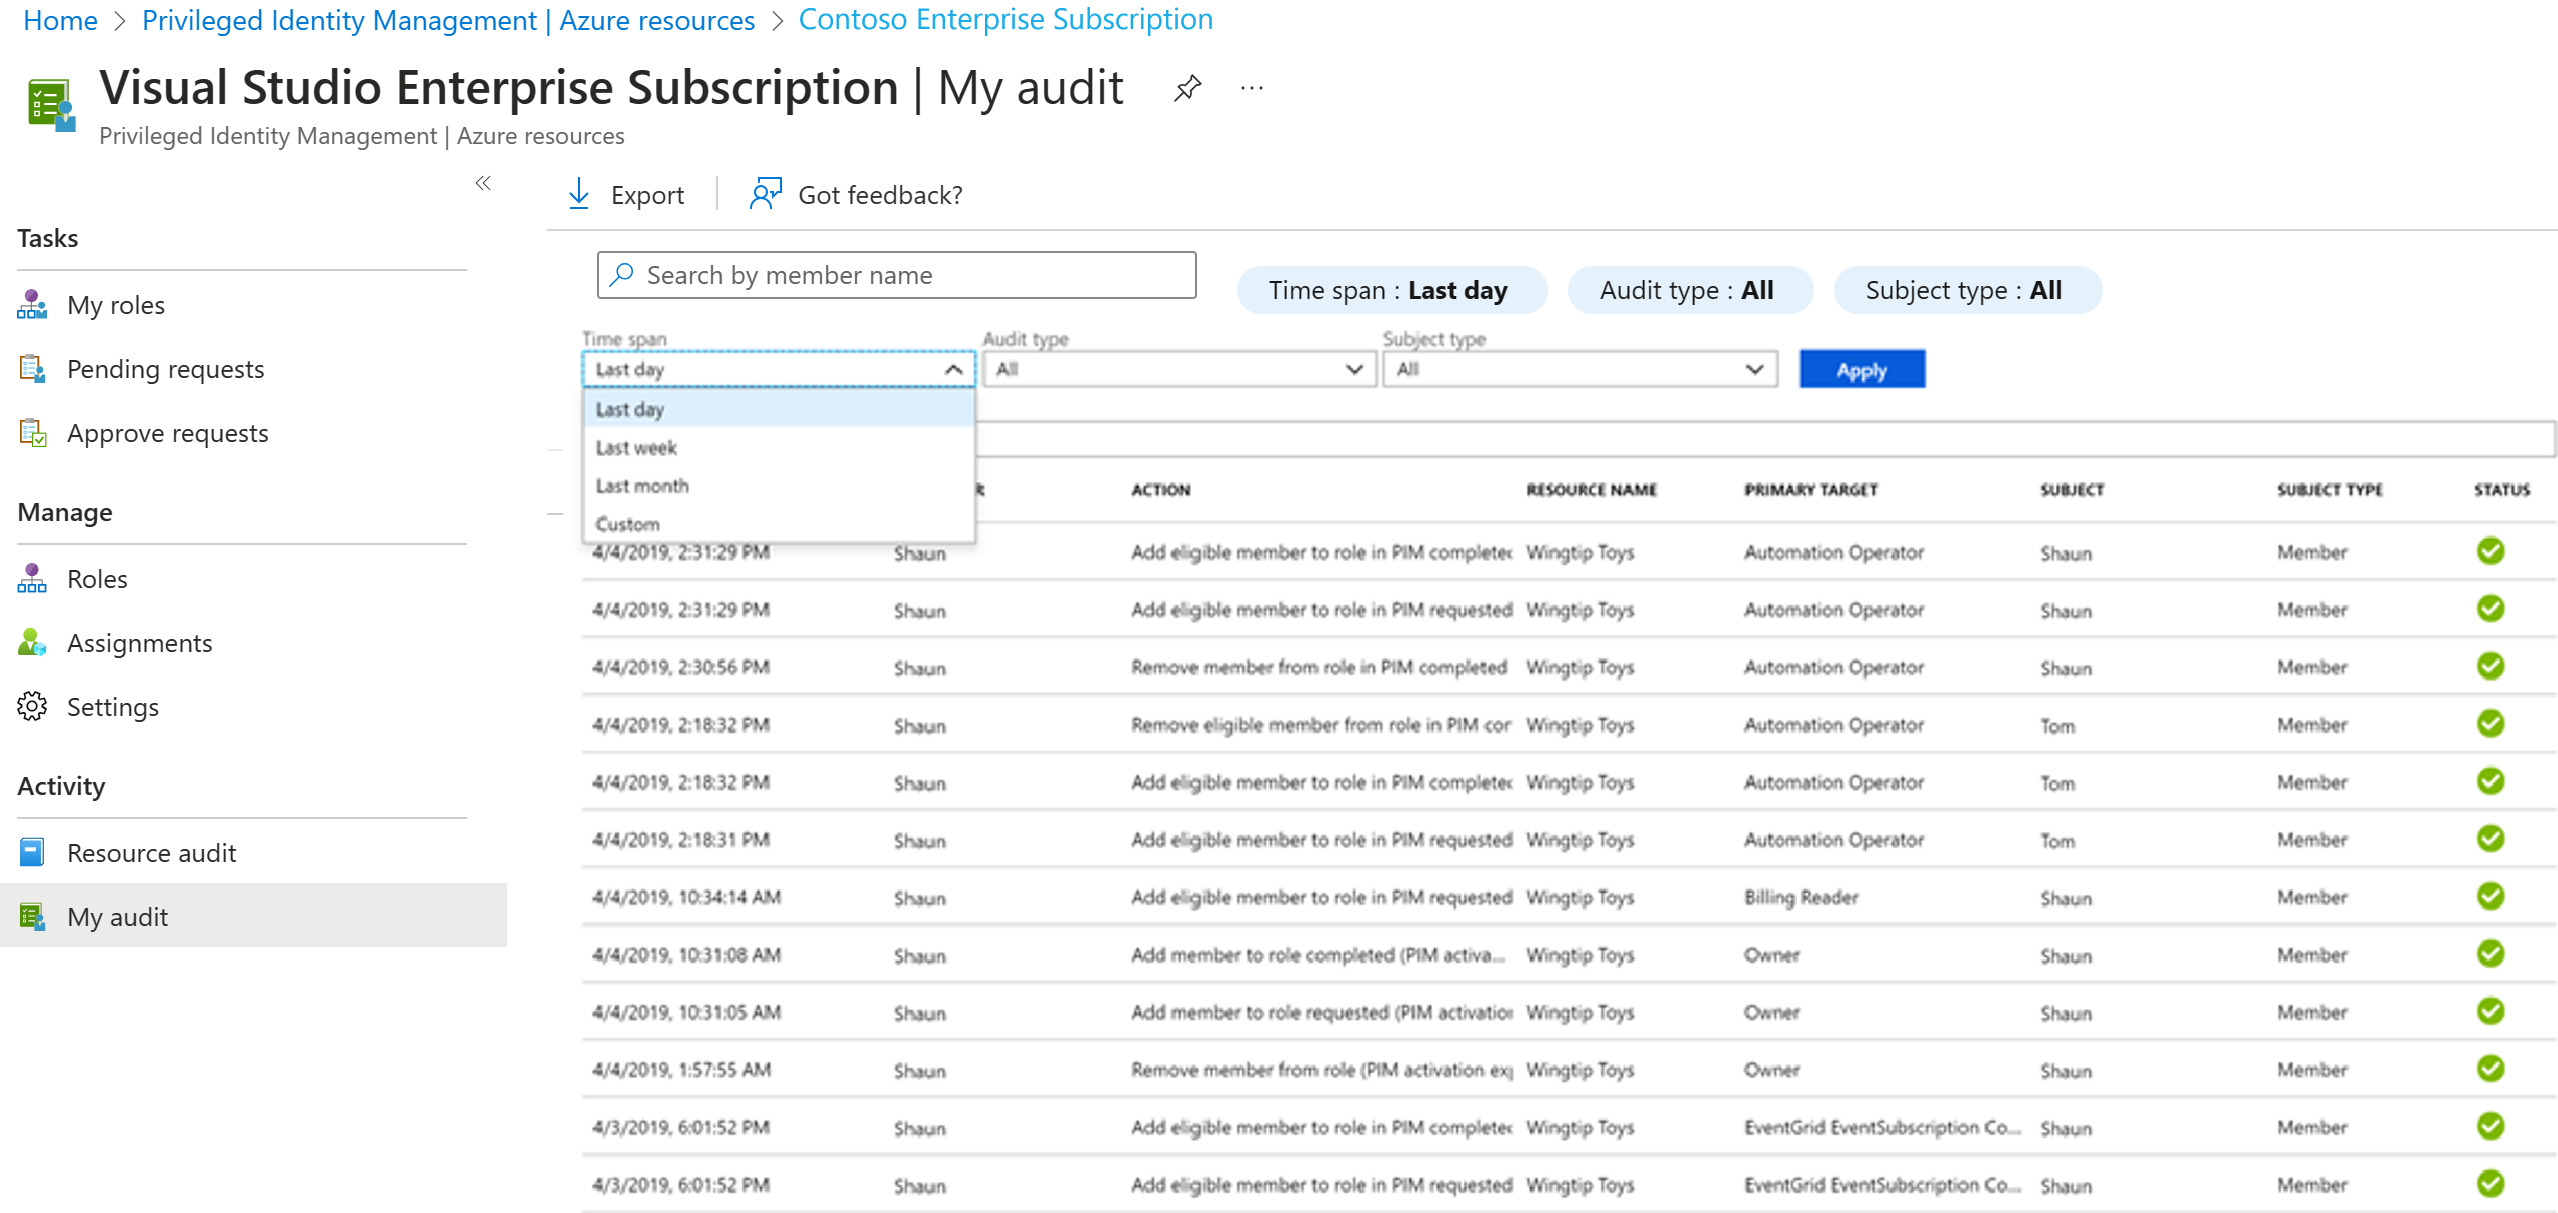 Home > Privileged Identity Management | Azure resources > Contoso Enterprise Subscription
Visual Studio Enterprise Subscription | My audit
Privileged Identity Management | Azure resources
Tasks
My roles
Pending requests
Approve requests
Manage
Roles
Assignments
Settings
Activity
Resource audit
My audit
Export
Got feedback?
Search by member name
Time span : Last day
Audit type : All
Subject type : All
Time span
Audit type
Subject type
Last day
All
All
Apply
Last day
Last week
Last month
Custom
ACTION RESOURCE NAME PRIMARY TARGET SUBJECT SUBJECT TYPE STATUS
4/4/2019, 2:31:29 PM Shaun Add eligible member to role in PIM completed Wingtip Toys Automation Operator Shaun Member
4/4/2019, 2:31:29 PM Shaun Add eligible member to role in PIM requested Wingtip Toys Automation Operator Shaun Member
4/4/2019, 2:30:56 PM Shaun Remove member from role in PIM completed Wingtip Toys Automation Operator Shaun Member
4/4/2019, 2:18:32 PM Shaun Remove eligible member from role in PIM cor Wingtip Toys Automation Operator Tom Member
4/4/2019, 2:18:32 PM Shaun Add eligible member to role in PIM completed Wingtip Toys Automation Operator Tom Member
4/4/2019, 2:18:31 PM Shaun Add eligible member to role in PIM requested Wingtip Toys Automation Operator Tom Member
4/4/2019, 10:34:14 AM Shaun Add eligible member to role in PIM requested Wingtip Toys Billing Reader Shaun Member
4/4/2019, 10:31:08 AM Shaun Add member to role completed (PIM activa... Wingtip Toys Owner Shaun Member
4/4/2019, 10:31:05 AM Shaun Add member to role requested (PIM activation Wingtip Toys Owner Shaun Member
4/4/2019, 1:57:55 AM Shaun Remove member from role (PIM activation exp Wingtip Toys Owner Shaun Member
4/3/2019, 6:01:52 PM Shaun Add eligible member to role in PIM completed Wingtip Toys EventGrid EventSubscription Co... Shaun Member
4/3/2019, 6:01:52 PM Shaun Add eligible member to role in PIM requested Wingtip Toys EventGrid EventSubscription Co... Shaun Member